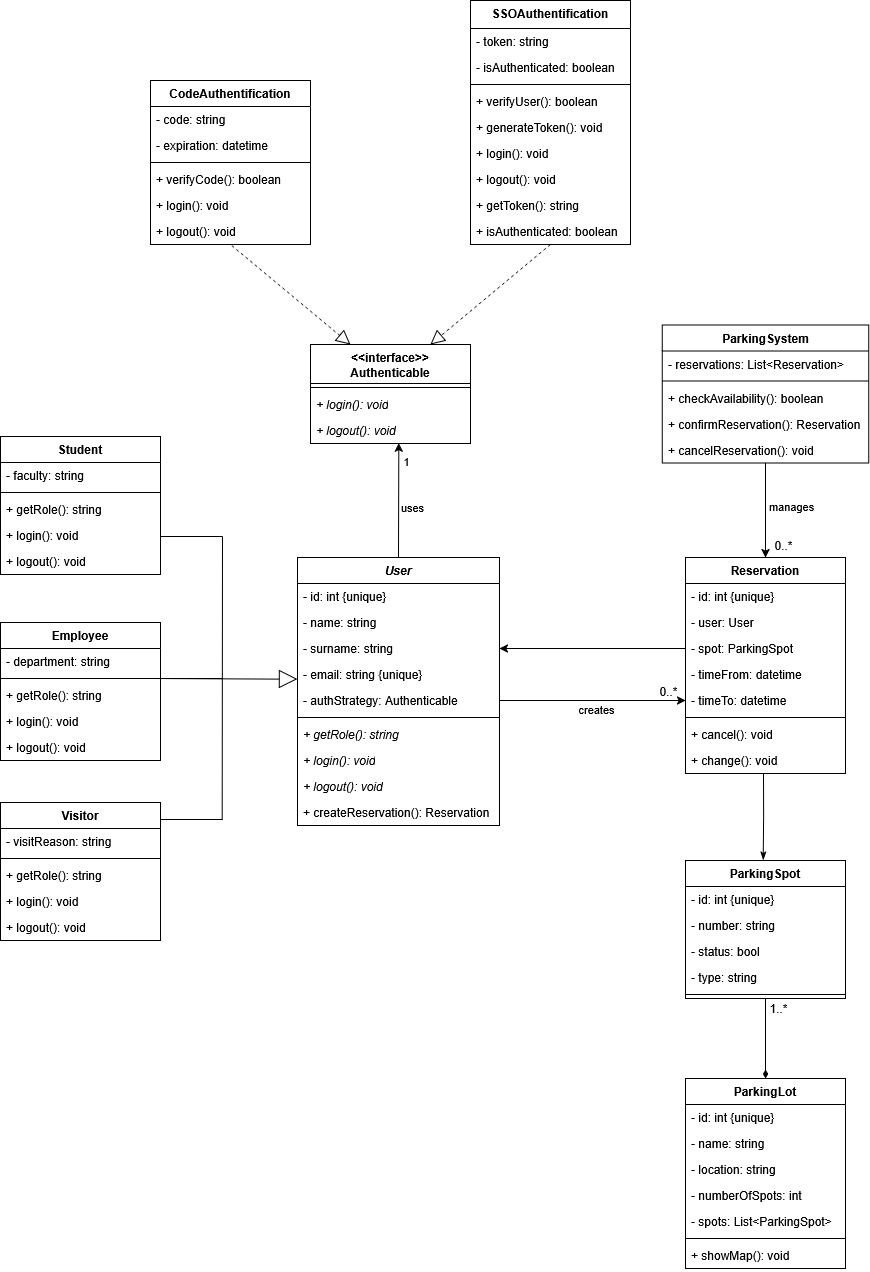 SSOAuthentification
- token: string
- isAuthenticated: boolean
+ verifyUser(): boolean
+ generateToken(): void
+ login(): void
+ logout(): void
+ getToken(): string
+ isAuthenticated: boolean
CodeAuthentification
- code: string
- expiration: datetime
+ verifyCode(): boolean
+ login(): void
+ logout(): void
<<interface>>
Authenticable
+ login(): void
+ logout(): void
ParkingSystem
- reservations: List<Reservation>
+ checkAvailability(): boolean
+ confirmReservation(): Reservation
+ cancelReservation(): void
1
uses
manages
0..*
Student
- faculty: string
+ getRole(): string
+ login(): void
+ logout(): void
Employee
- department: string
+ getRole(): string
+ login(): void
+ logout(): void
Visitor
- visitReason: string
+ getRole(): string
+ login(): void
+ logout(): void
User
- id: int {unique}
- name: string
- surname: string
- email: string {unique}
- authStrategy: Authenticable
+ getRole(): string
+ login(): void
+ logout(): void
+ createReservation(): Reservation
0..*
creates
Reservation
- id: int {unique}
- user: User
- spot: ParkingSpot
- timeFrom: datetime
- timeTo: datetime
+ cancel(): void
+ change(): void
ParkingSpot
- id: int {unique}
- number: string
- status: bool
- type: string
1..*
ParkingLot
- id: int {unique}
- name: string
- location: string
- numberOfSpots: int
- spots: List<ParkingSpot>
+ showMap(): void